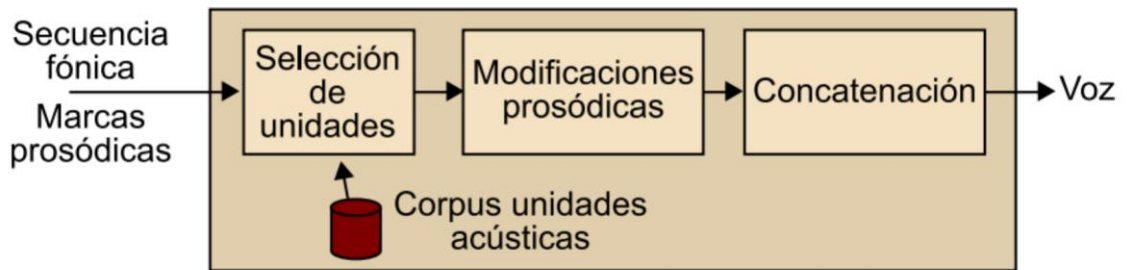 Secuencia
fónica
Marcas
prosódicas
Selección
de
unidades
Modificaciones
prosódicas
Concatenación
Voz
Corpus unidades
acústicas